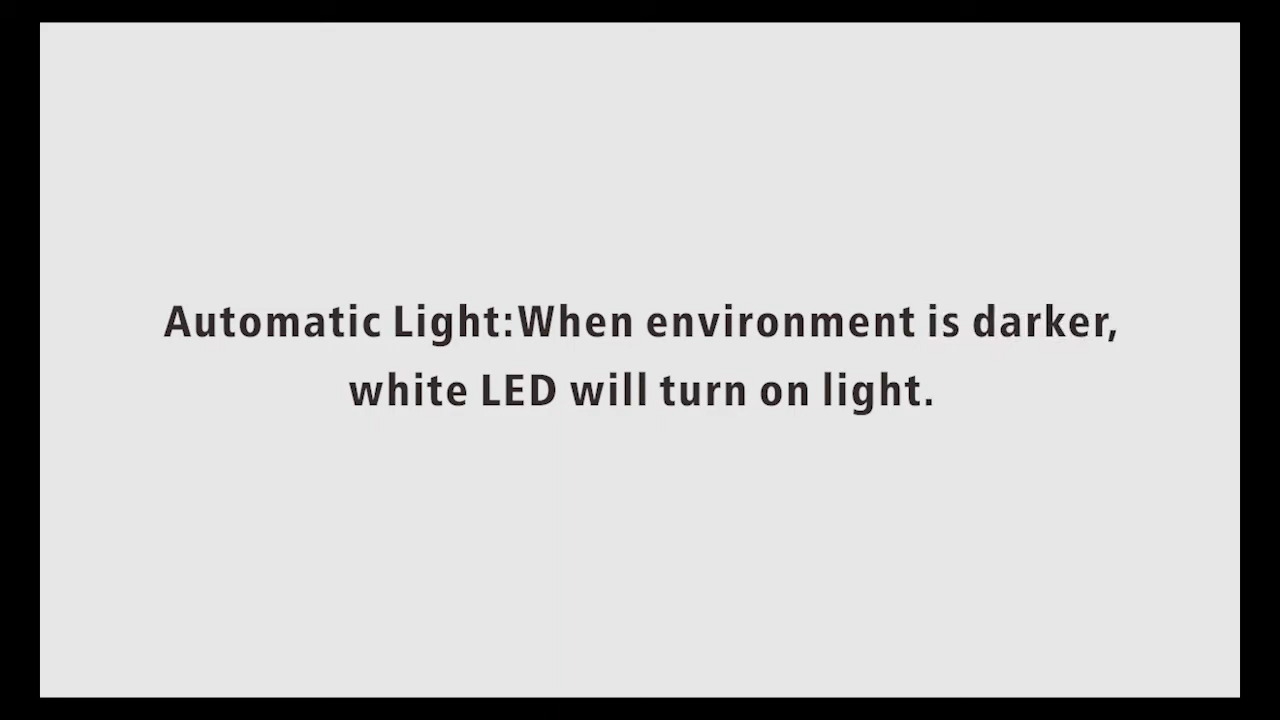 Automatic Light:When environment is darker,
white LED will turn on light.